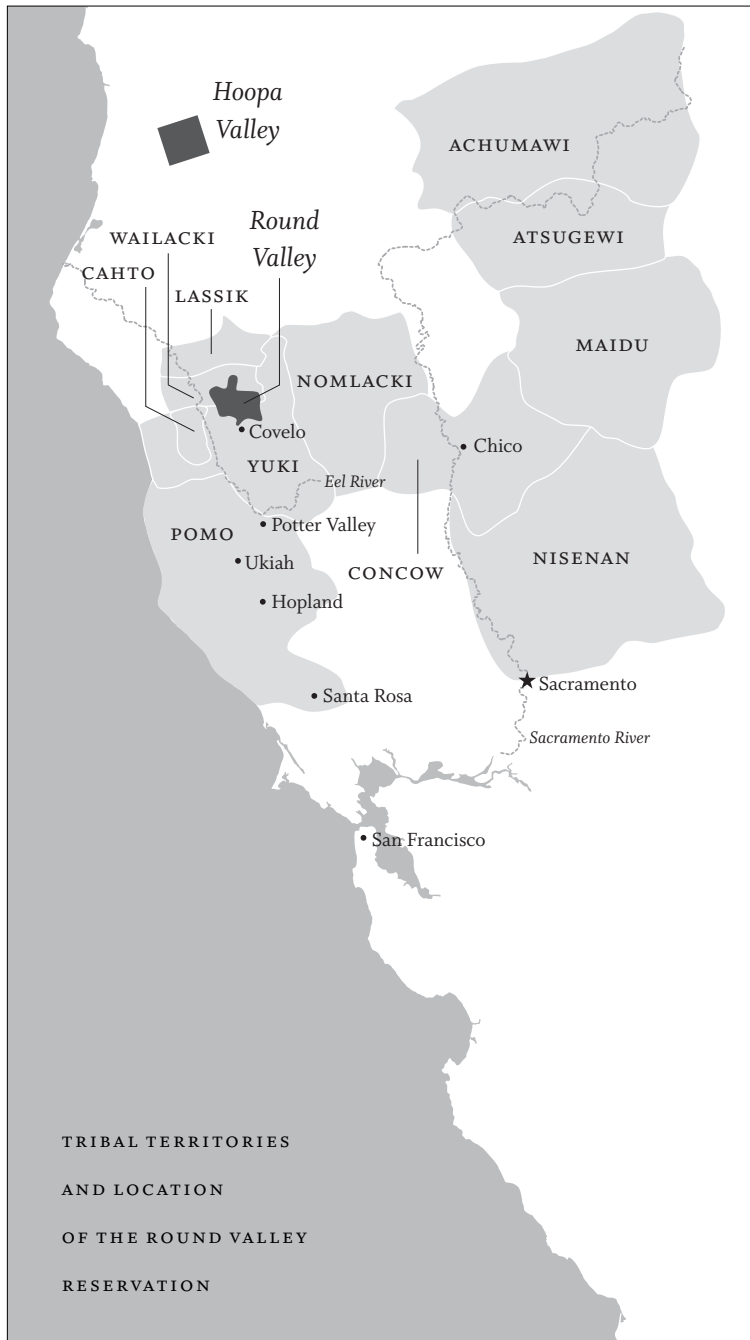 Hoopa
Valley
ACHUMAWI
Round
Valley
WAILACKI
ATSUGEWI
CAHTO
LASSIK
MAIDU
NOMLACKI
Covelo
Chico
YUKI
Eel River
Potter Valley
POMO
NISENAN
Ukiah
CONCOW
Hopland
Sacramento
Santa Rosa
Sacramento River
San Francisco
TRIBAL TERRITORIES
AND LOCATION
OF THE ROUND VALLEY
RESERVATION